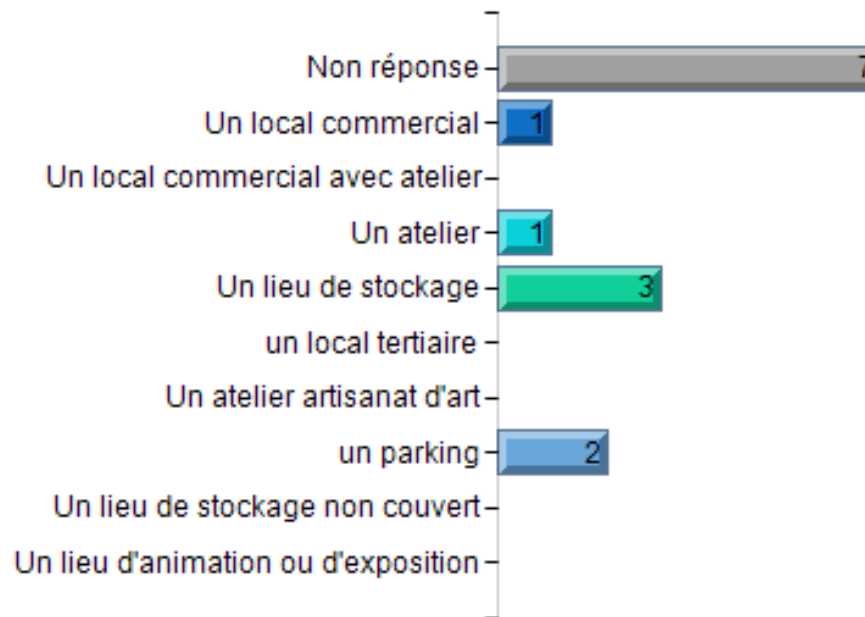 Non réponse 7
Un local commercial 1
Un local commercial avec atelier
Un atelier 1
Un lieu de stockage 3
un local tertiaire
Un atelier artisanat d'art
un parking 2
Un lieu de stockage non couvert
Un lieu d'animation ou d'exposition